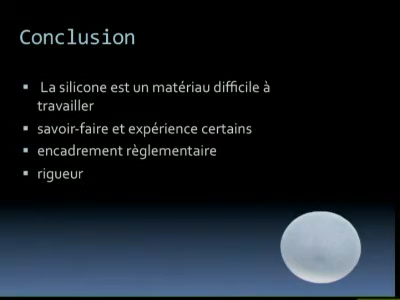 Conclusion
▪ La silicone est un matériau difficile à
travailler
▪ savoir-faire et expérience certains
▪ encadrement règlementaire
▪ rigueur